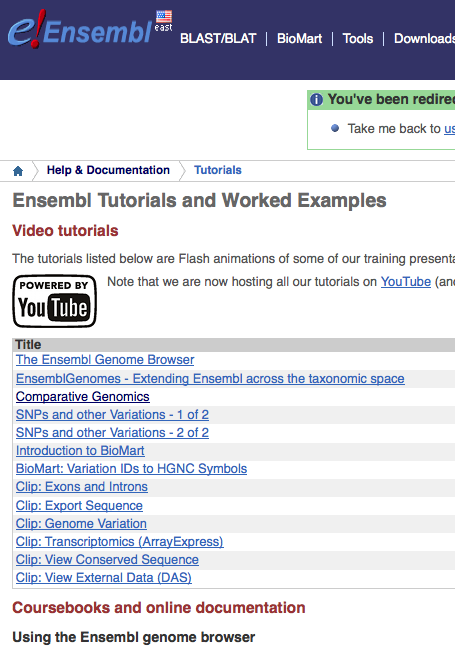 e!Ensembl east
BLAST/BLAT | BioMart | Tools | Downloads
You've been redirec
Take me back to us
Help & Documentation Tutorials
Ensembl Tutorials and Worked Examples
Video tutorials
The tutorials listed below are Flash animations of some of our training presenta
POWERED BY
YouTube
Note that we are now hosting all our tutorials on YouTube (and
Title
The Ensembl Genome Browser
EnsemblGenomes - Extending Ensembl across the taxonomic space
Comparative Genomics
SNPs and other Variations - 1 of 2
SNPs and other Variations - 2 of 2
Introduction to BioMart
BioMart: Variation IDs to HGNC Symbols
Clip: Exons and Introns
Clip: Export Sequence
Clip: Genome Variation
Clip: Transcriptomics (ArrayExpress)
Clip: View Conserved Sequence
Clip: View External Data (DAS)
Coursebooks and online documentation
Using the Ensembl genome browser